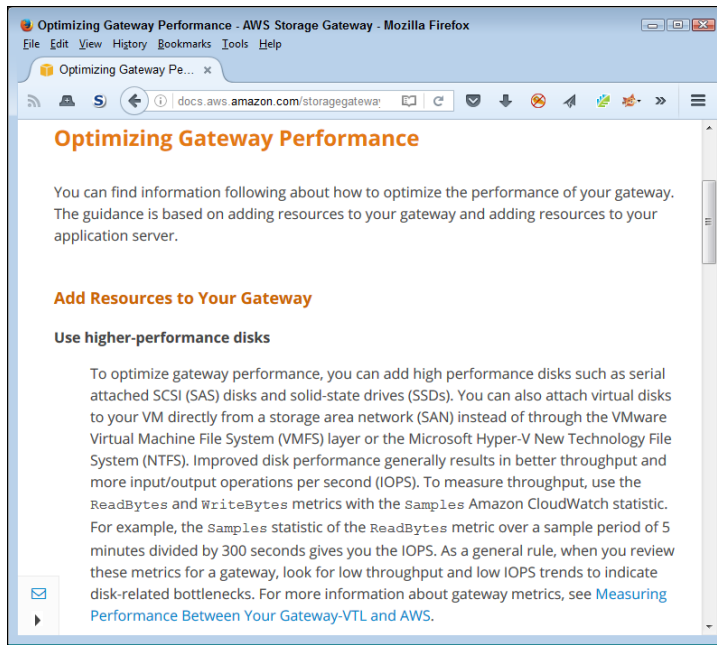 Optimizing Gateway Performance - AWS Storage Gateway - Mozilla Firefox
File Edit View History Bookmarks Tools Help
Optimizing Gateway Pe... ×
docs.aws.amazon.com/storagegateway
Optimizing Gateway Performance
You can find information following about how to optimize the performance of your gateway.
The guidance is based on adding resources to your gateway and adding resources to your
application server.
Add Resources to Your Gateway
Use higher-performance disks
To optimize gateway performance, you can add high performance disks such as serial
attached SCSI (SAS) disks and solid-state drives (SSDs). You can also attach virtual disks
to your VM directly from a storage area network (SAN) instead of through the VMware
Virtual Machine File System (VMFS) layer or the Microsoft Hyper-V New Technology File
System (NTFS). Improved disk performance generally results in better throughput and
more input/output operations per second (IOPS). To measure throughput, use the
ReadBytes and WriteBytes metrics with the Samples Amazon CloudWatch statistic.
For example, the Samples statistic of the ReadBytes metric over a sample period of 5
minutes divided by 300 seconds gives you the IOPS. As a general rule, when you review
these metrics for a gateway, look for low throughput and low IOPS trends to indicate
disk-related bottlenecks. For more information about gateway metrics, see Measuring
Performance Between Your Gateway-VTL and AWS.